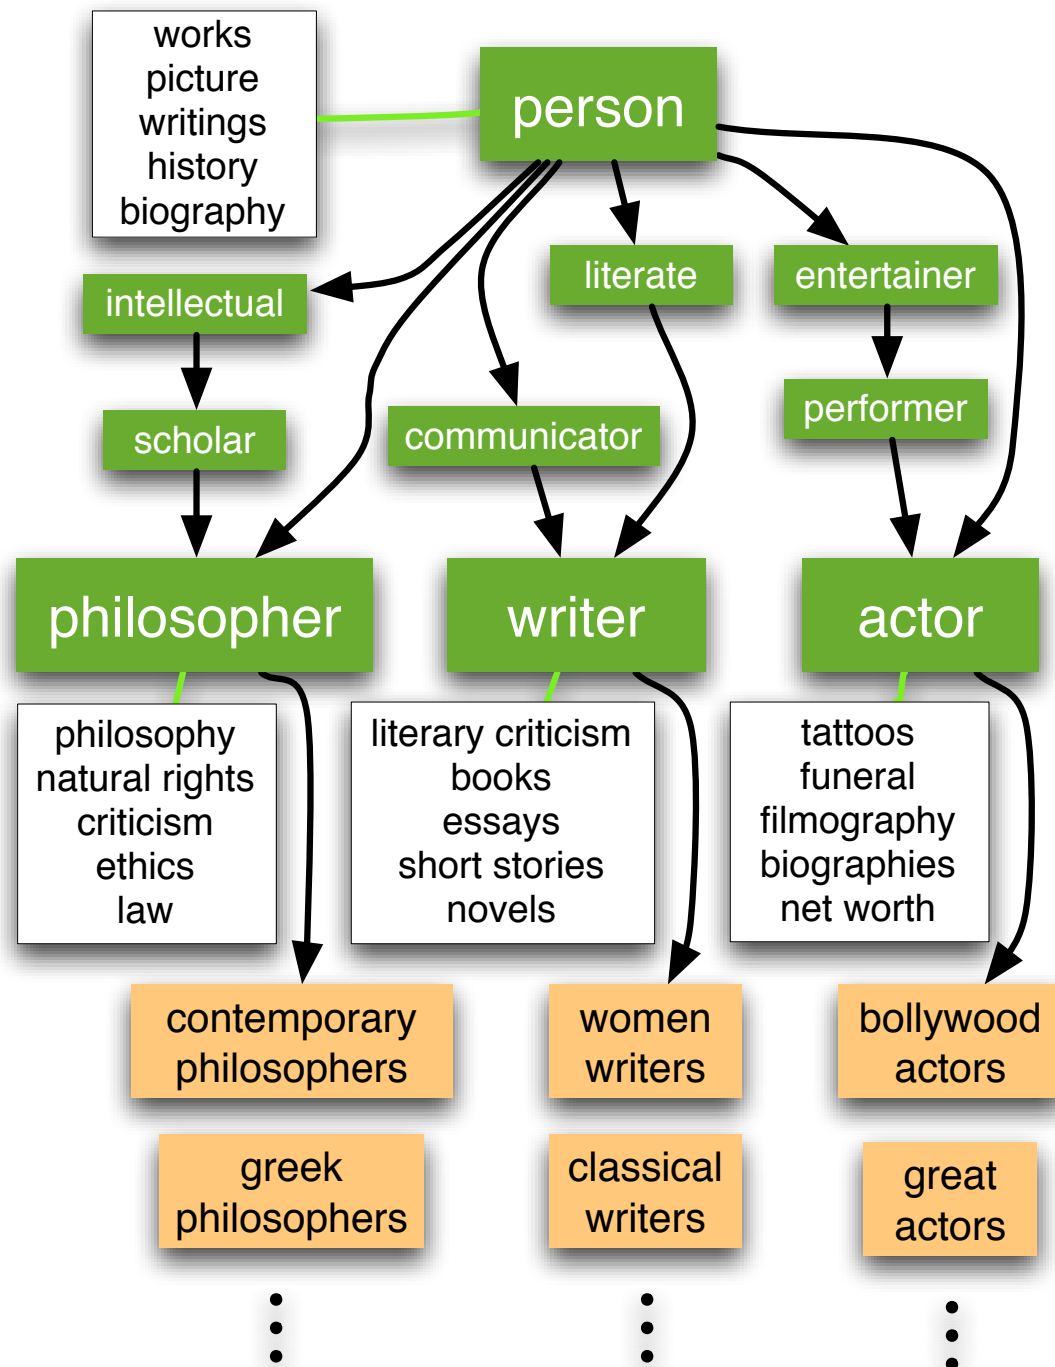 works
picture
writings
history
biography
person
literate
entertainer
intellectual
performer
communicator
scholar
philosopher
writer
actor
philosophy
natural rights
criticism
ethics
law
literary criticism
books
essays
short stories
novels
tattoos
funeral
filmography
biographies
net worth
contemporary
philosophers
women
writers
bollywood
actors
greek
philosophers
classical
writers
great
actors